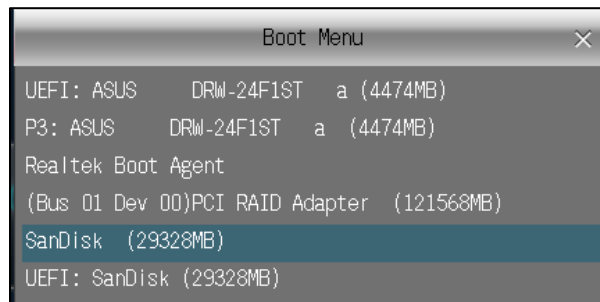 Boot Menu
UEFI: ASUS DRW-24F1ST a (4474MB)
P3: ASUS DRW-24F1ST a (4474MB)
Realtek Boot Agent
(Bus 01 Dev 00)PCI RAID Adapter (121568MB)
SanDisk (29328MB)
UEFI: SanDisk (29328MB)